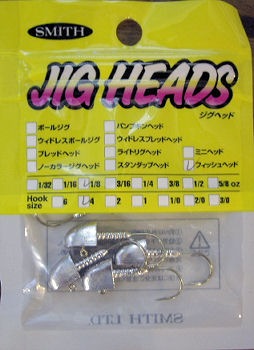 SMITH
JIG HEADS
ジグヘッド
ボールジグ パンプキンヘッド
ウィドレスボールジグ ウィドレスブレッドヘッド
ブレッドヘッド ライトリグヘッド ミニヘッド
ノーカラージグヘッド スタンダップヘッド フィッシュヘッド
1/32 1/16 1/8 3/16 1/4 3/8 1/2 5/8 oz
Hook size 6 4 2 1 1/0 2/0 3/0
SMITH LTD